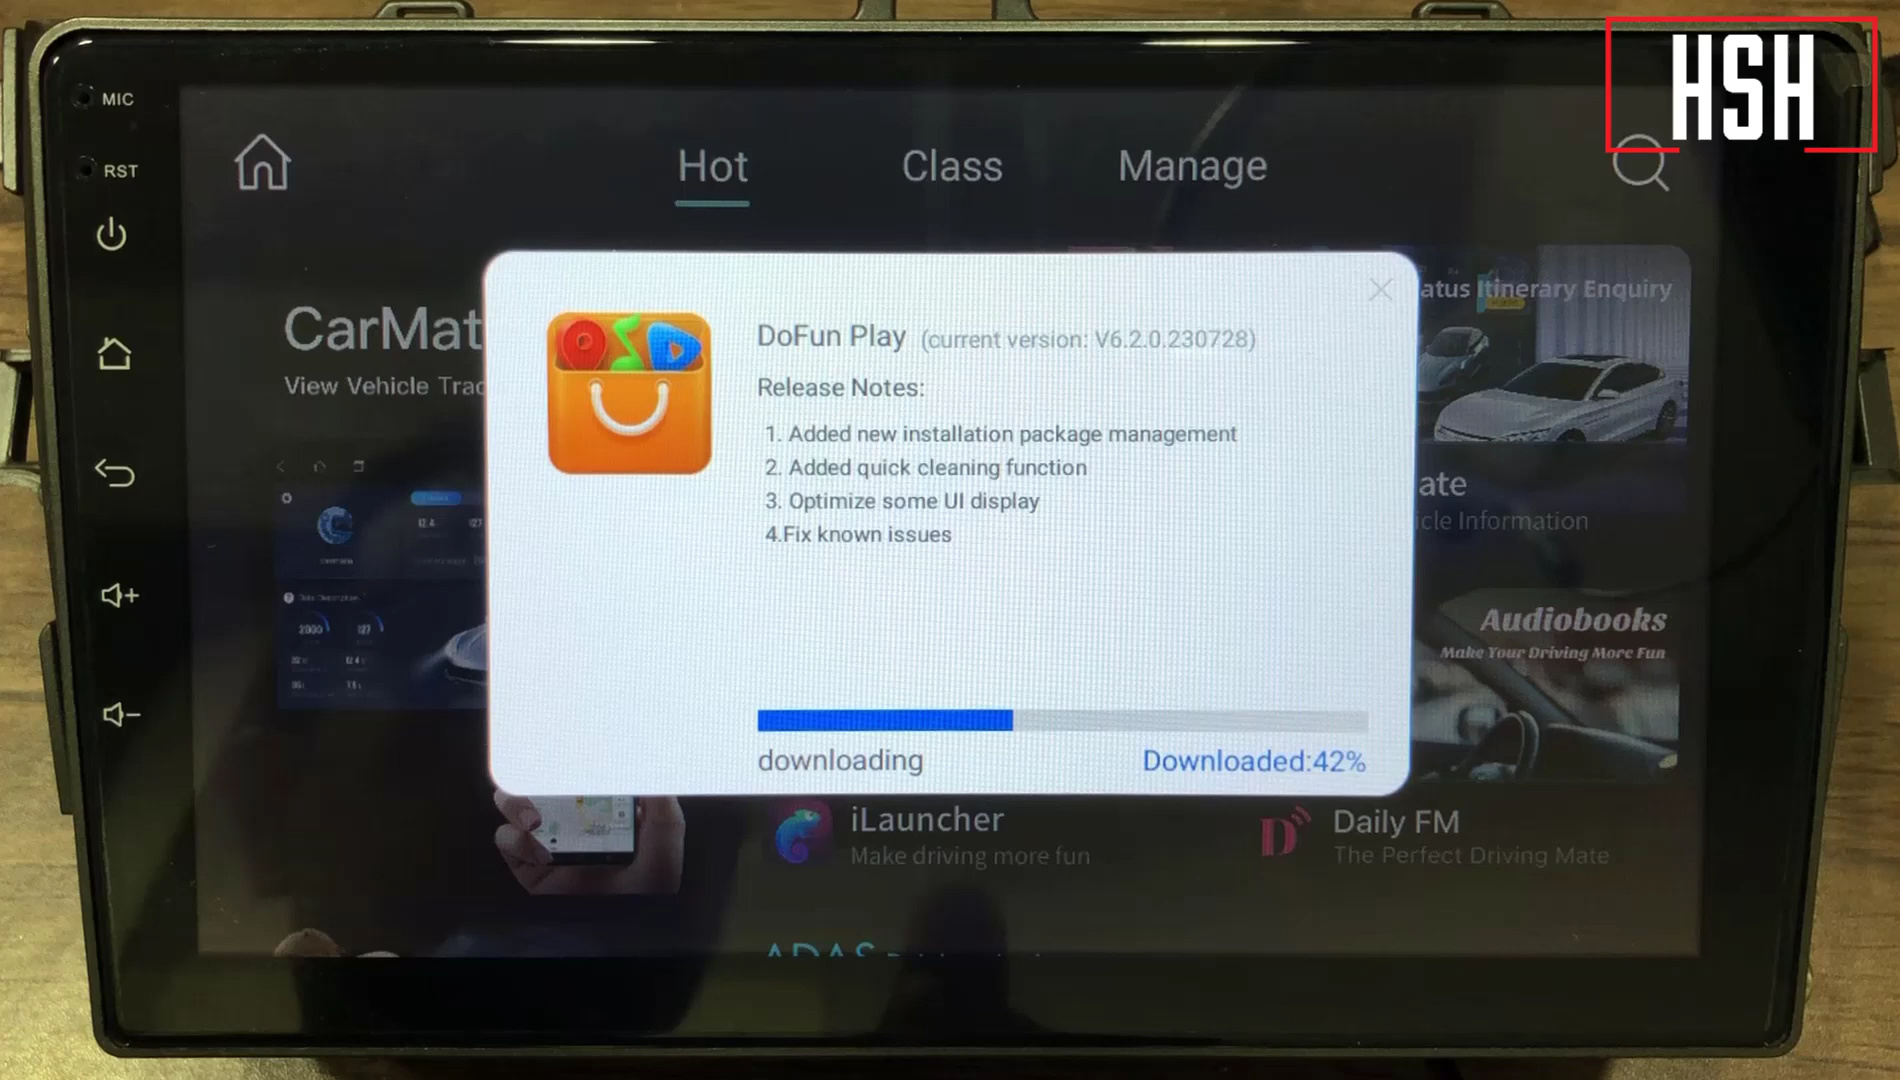 HSH
MIC
RST
Hot Class Manage
CarMat
View Vehicle Trac
atus Itinerary Enquiry
DoFun Play (current version: V6.2.0.230728)
Release Notes:
1. Added new installation package management
2. Added quick cleaning function
3. Optimize some UI display
4.Fix known issues
ate
icle Information
2000
127
Audiobooks
Make Your Driving More Fun
downloading
Downloaded:42%
iLauncher
Make driving more fun
D
Daily FM
The Perfect Driving Mate
ADAS